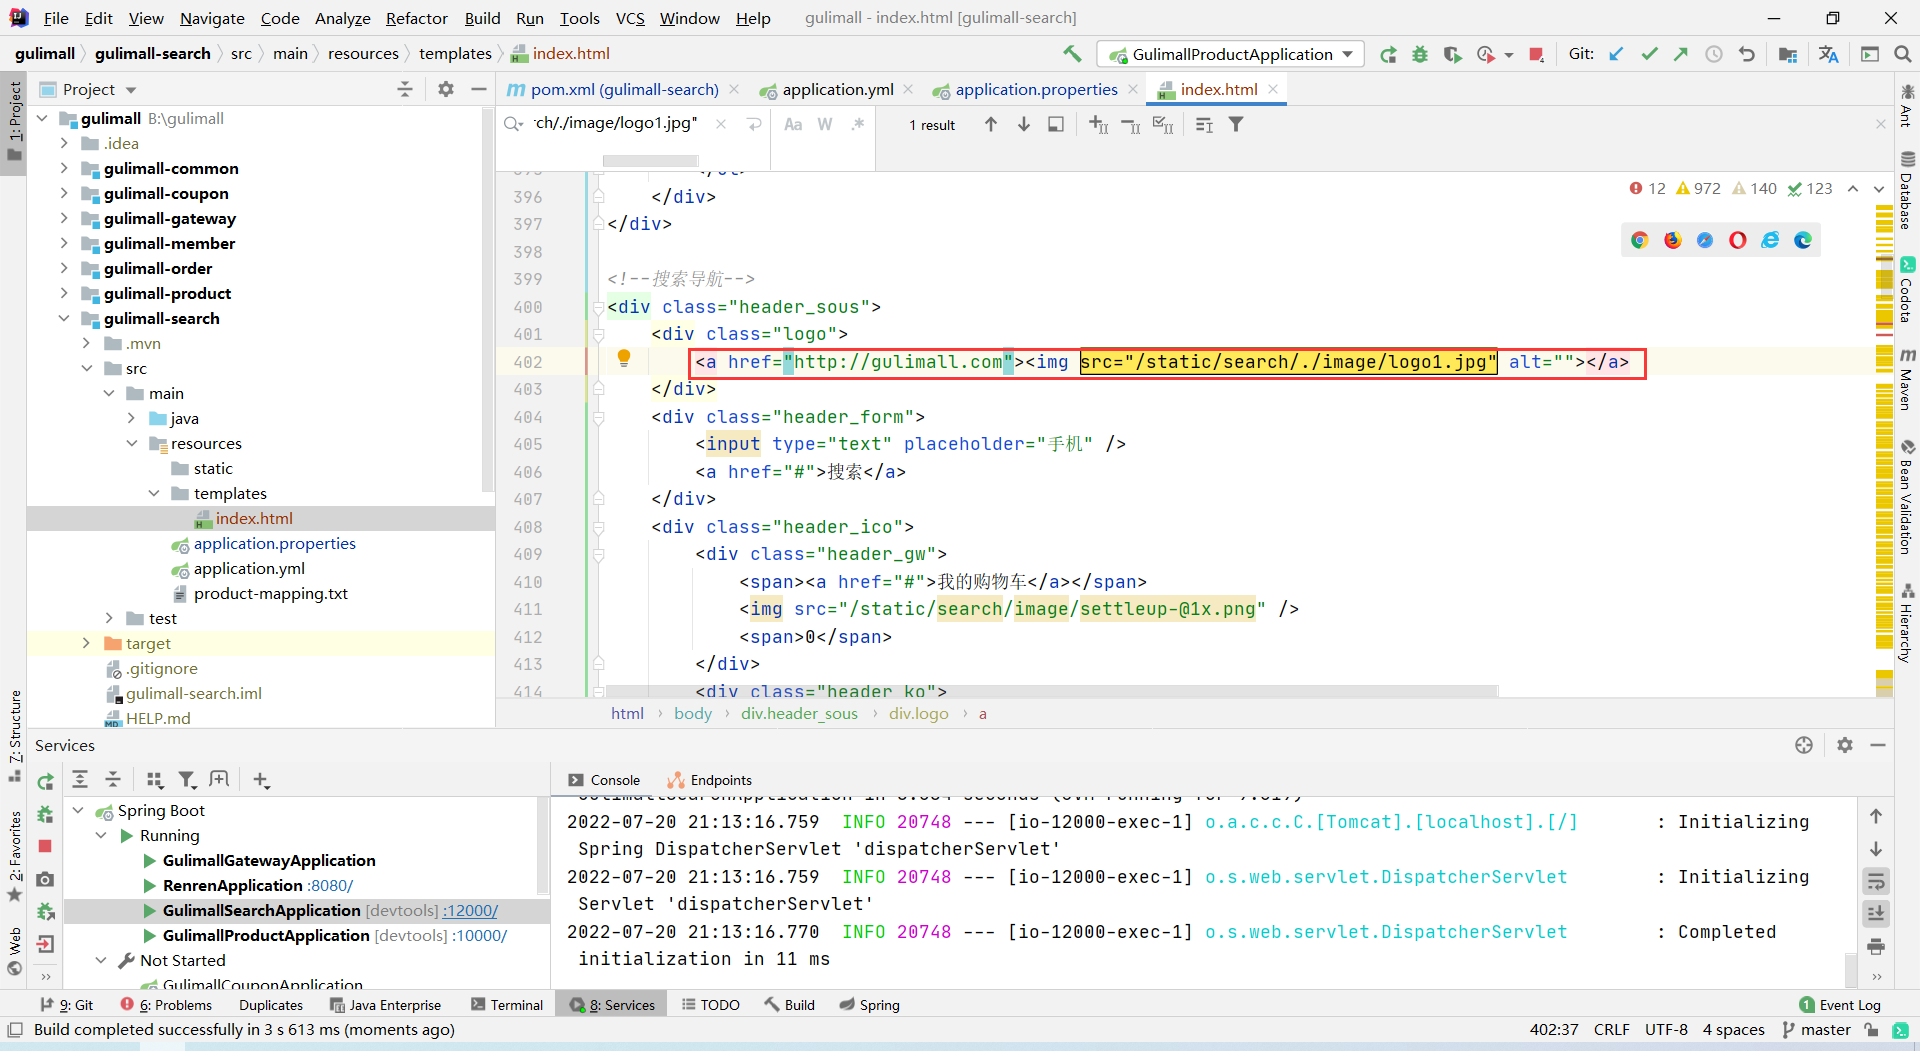 File Edit View Navigate Code Analyze Refactor Build Run Tools VCS Window Help gulimall - index.html [gulimall-search]
gulimall gulimall-search src main resources templates index.html GulimallProductApplication Git:
1: Project
Project
pom.xml (gulimall-search) application.yml application.properties index.html
gulimall B:\gulimall
.idea
gulimall-common
gulimall-coupon
gulimall-gateway
gulimall-member
gulimall-order
gulimall-product
gulimall-search
.mvn
src
main
java
resources
static
templates
index.html
application.properties
application.yml
product-mapping.txt
test
target
.gitignore
gulimall-search.iml
HELP.md
rch/./image/logo1.jpg" Aa W .* 1 result
12 972 140 123
396 </div>
397 </div>
398
399 <!--搜索导航-->
400 <div class="header_sous">
401 <div class="logo">
402 <a href="http://gulimall.com"><img src="/static/search/./image/logo1.jpg" alt=""></a>
403 </div>
404 <div class="header_form">
405 <input type="text" placeholder="手机" />
406 <a href="#">搜索</a>
407 </div>
408 <div class="header_ico">
409 <div class="header_gw">
410 <span><a href="#">我的购物车</a></span>
411 <img src="/static/search/image/settleup-@1x.png" />
412 <span>0</span>
413 </div>
414 <div class="header_ko">
html body div.header_sous div.logo a
Ant
Database
Codota
Maven
Bean Validation
Hierarchy
7: Structure
2: Favorites
Web
Services
Spring Boot
Running
GulimallGatewayApplication
RenrenApplication :8080/
GulimallSearchApplication [devtools] :12000/
GulimallProductApplication [devtools] :10000/
Not Started
GulimallCouponApplication
Console Endpoints
2022-07-20 21:13:16.759 INFO 20748 --- [io-12000-exec-1] o.a.c.c.C.[Tomcat].[localhost].[/] : Initializing
Spring DispatcherServlet 'dispatcherServlet'
2022-07-20 21:13:16.759 INFO 20748 --- [io-12000-exec-1] o.s.web.servlet.DispatcherServlet : Initializing
Servlet 'dispatcherServlet'
2022-07-20 21:13:16.770 INFO 20748 --- [io-12000-exec-1] o.s.web.servlet.DispatcherServlet : Completed
initialization in 11 ms
9: Git 6: Problems Duplicates Java Enterprise Terminal 8: Services TODO Build Spring 1 Event Log
Build completed successfully in 3 s 613 ms (moments ago) 402:37 CRLF UTF-8 4 spaces master